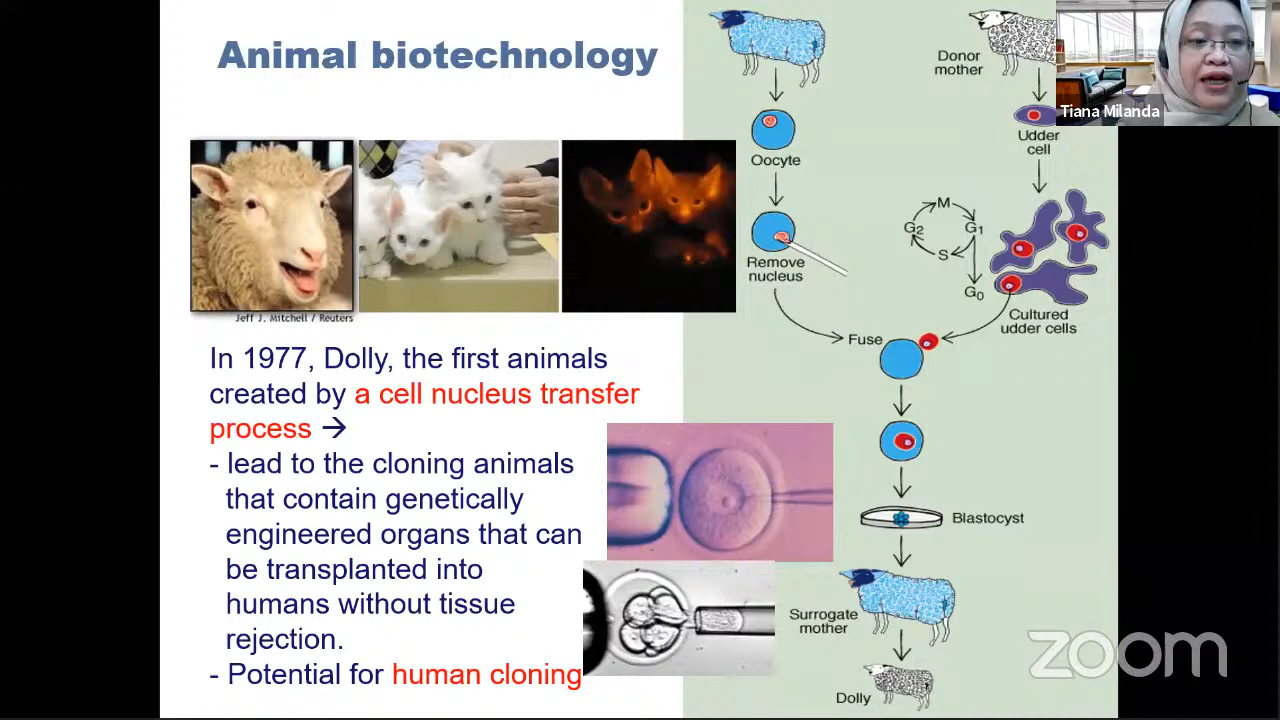 Animal biotechnology
Jeff J. Mitchell / Reuters
In 1977, Dolly, the first animals
created by a cell nucleus transfer
process →
- lead to the cloning animals
that contain genetically
engineered organs that can
be transplanted into
humans without tissue
rejection.
- Potential for human cloning
Donor
mother
Udder
cell
Oocyte
M
G2
G1
S
G0
Remove
nucleus
Cultured
udder cells
Fuse
Blastocyst
Surrogate
mother
Dolly
Tiana Milanda
zoom